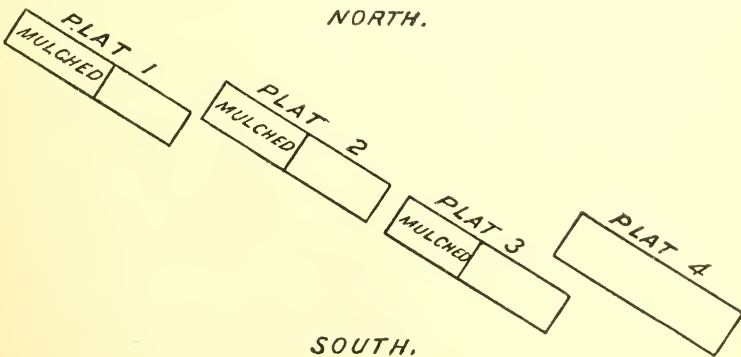 NORTH.
PLAT 1
MULCHED
PLAT 2
MULCHED
PLAT 3
MULCHED
PLAT 4
SOUTH.